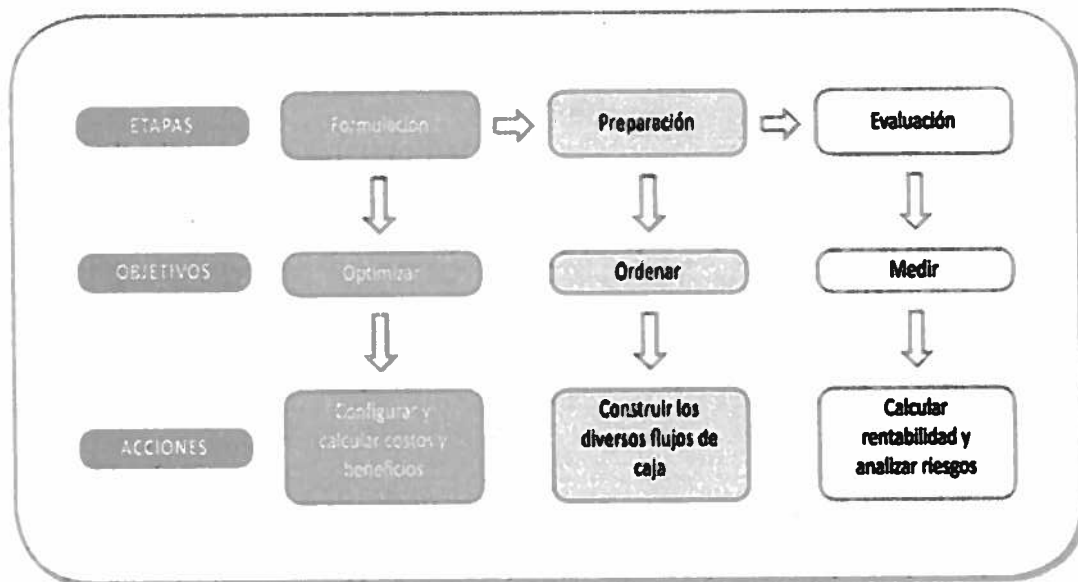 ETAPAS
Formulación
Preparación
Evaluación
OBJETIVOS
Optimizar
Ordenar
Medir
ACCIONES
Configurar y
calcular costos y
beneficios
Construir los
diversos flujos de
caja
Calcular
rentabilidad y
analizar riesgos